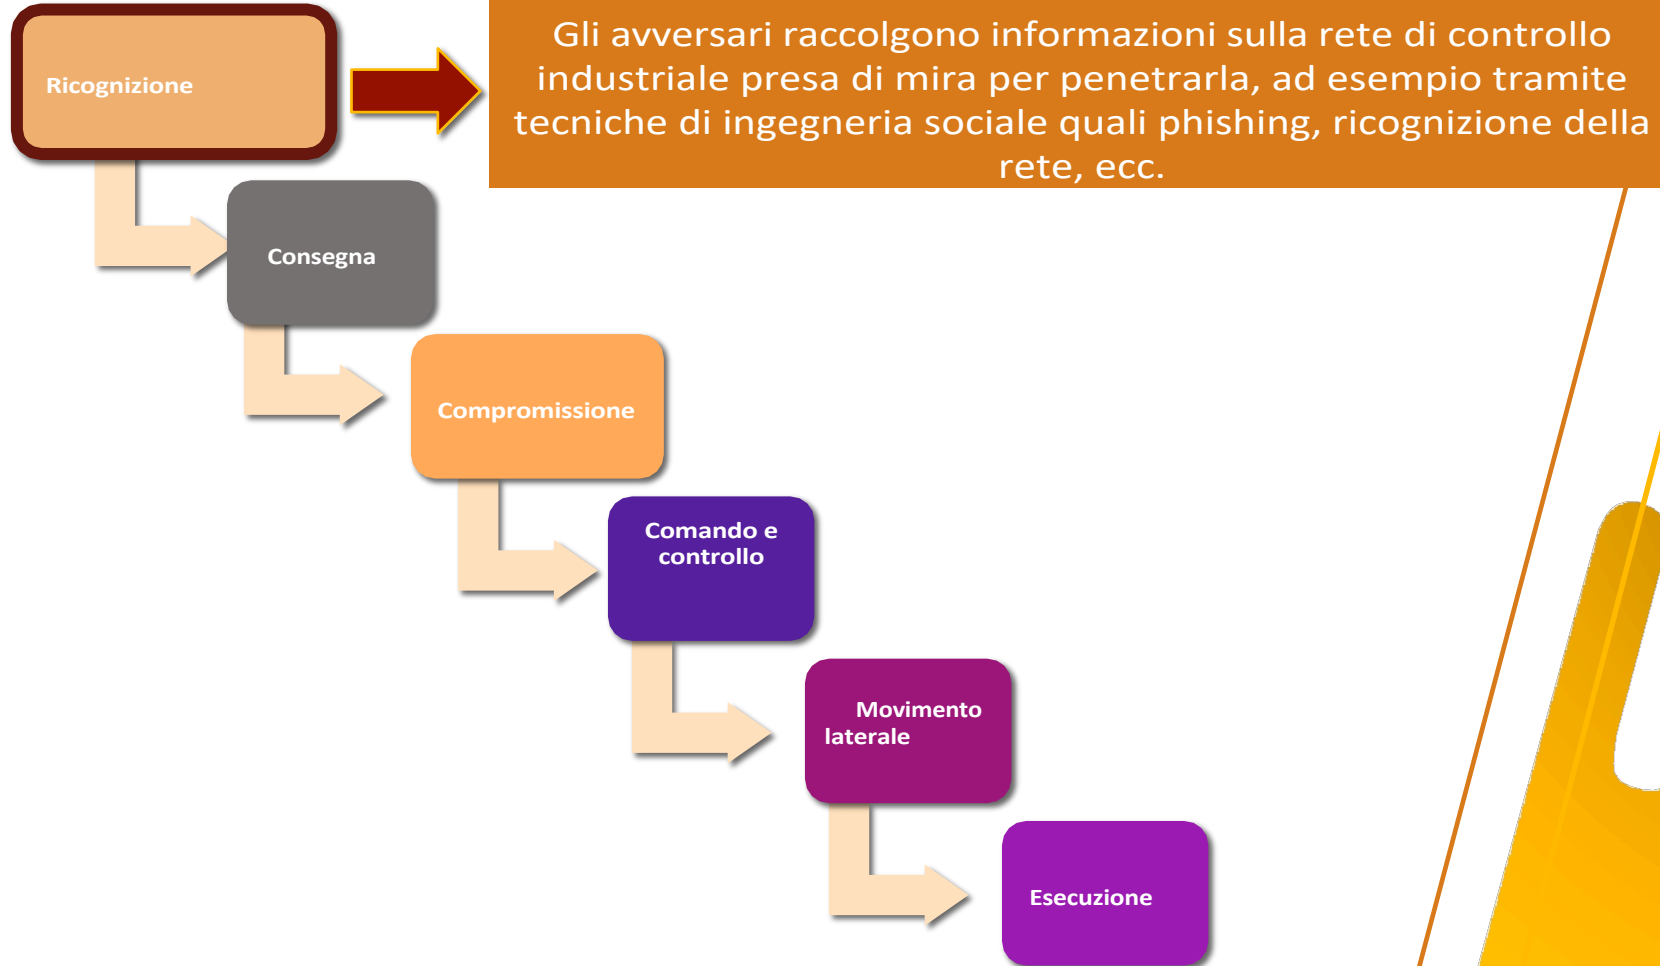 Gli avversari raccolgono informazioni sulla rete di controllo
industriale presa di mira per penetrarla, ad esempio tramite
tecniche di ingegneria sociale quali phishing, ricognizione della
rete, ecc.
Ricognizione
Consegna
Compromissione
Comando e
controllo
Movimento
laterale
Esecuzione